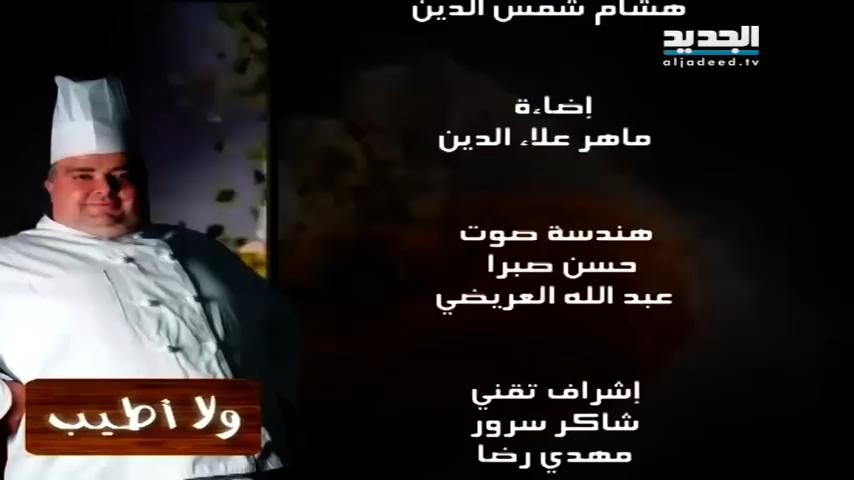 هشام شمس الدين
الجديد
aljadeed.tv
إضاءة
ماهر علاء الدين
هندسة صوت
حسن صبرا
عبد الله العريضي
إشراف تقني
شاكر سرور
مهدي رضا
ولا أطيب